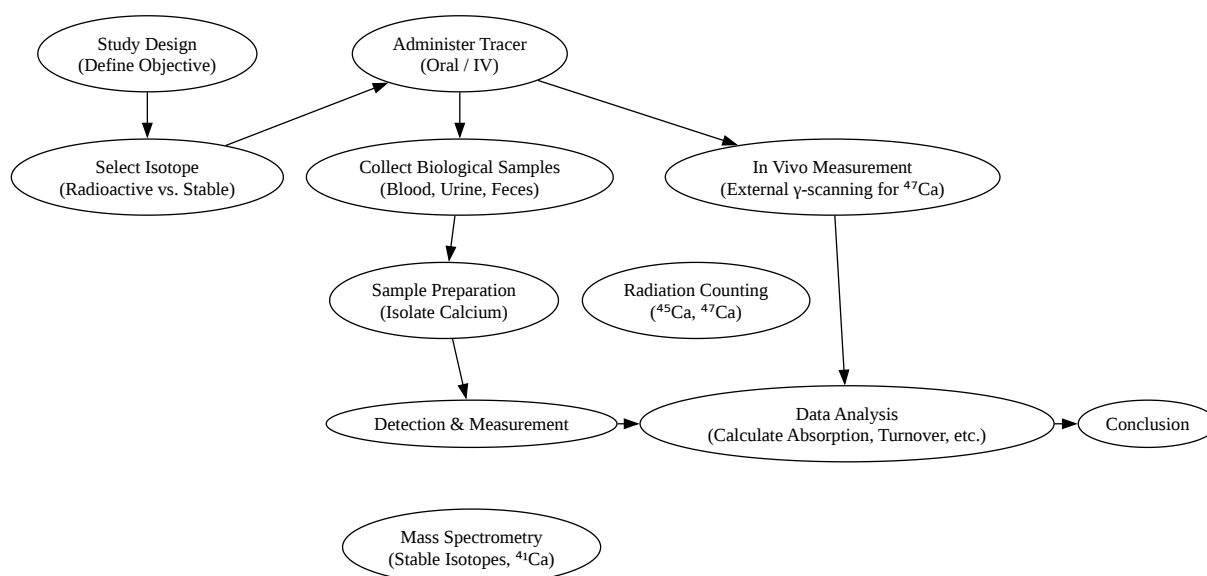 Study Design
(Define Objective)
Administer Tracer
(Oral / IV)
Select Isotope
(Radioactive vs. Stable)
Collect Biological Samples
(Blood, Urine, Feces)
In Vivo Measurement
(External γ-scanning for ⁴⁷Ca)
Sample Preparation
(Isolate Calcium)
Radiation Counting
(⁴⁵Ca, ⁴⁷Ca)
Detection & Measurement
Data Analysis
(Calculate Absorption, Turnover, etc.)
Conclusion
Mass Spectrometry
(Stable Isotopes, ⁴¹Ca)